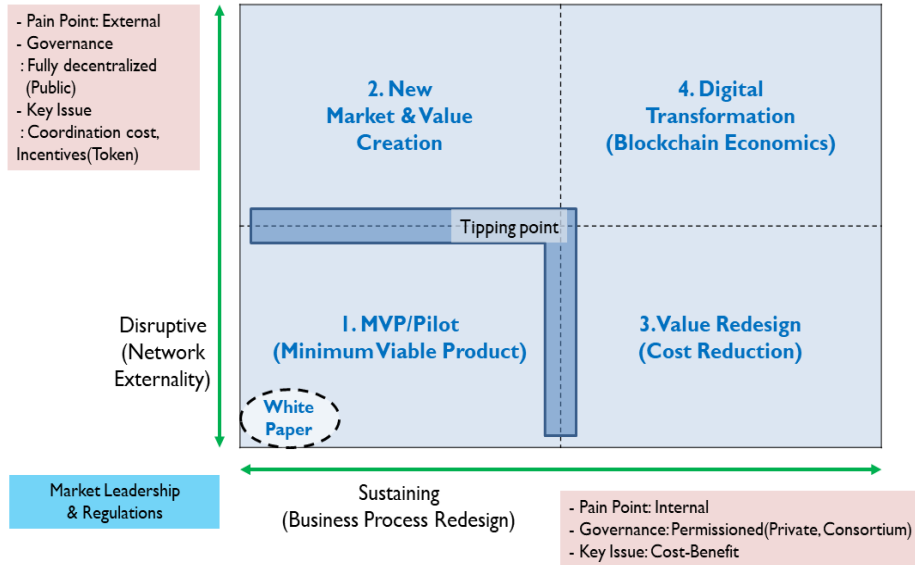 - Pain Point: External
- Governance
: Fully decentralized
(Public)
- Key Issue
: Coordination cost,
Incentives(Token)
2. New
Market & Value
Creation
4. Digital
Transformation
(Blockchain Economics)
Tipping point
1. MVP/Pilot
(Minimum Viable Product)
3. Value Redesign
(Cost Reduction)
Disruptive
(Network
Externality)
White
Paper
Market Leadership
& Regulations
Sustaining
(Business Process Redesign)
- Pain Point: Internal
- Governance: Permissioned(Private, Consortium)
- Key Issue: Cost-Benefit